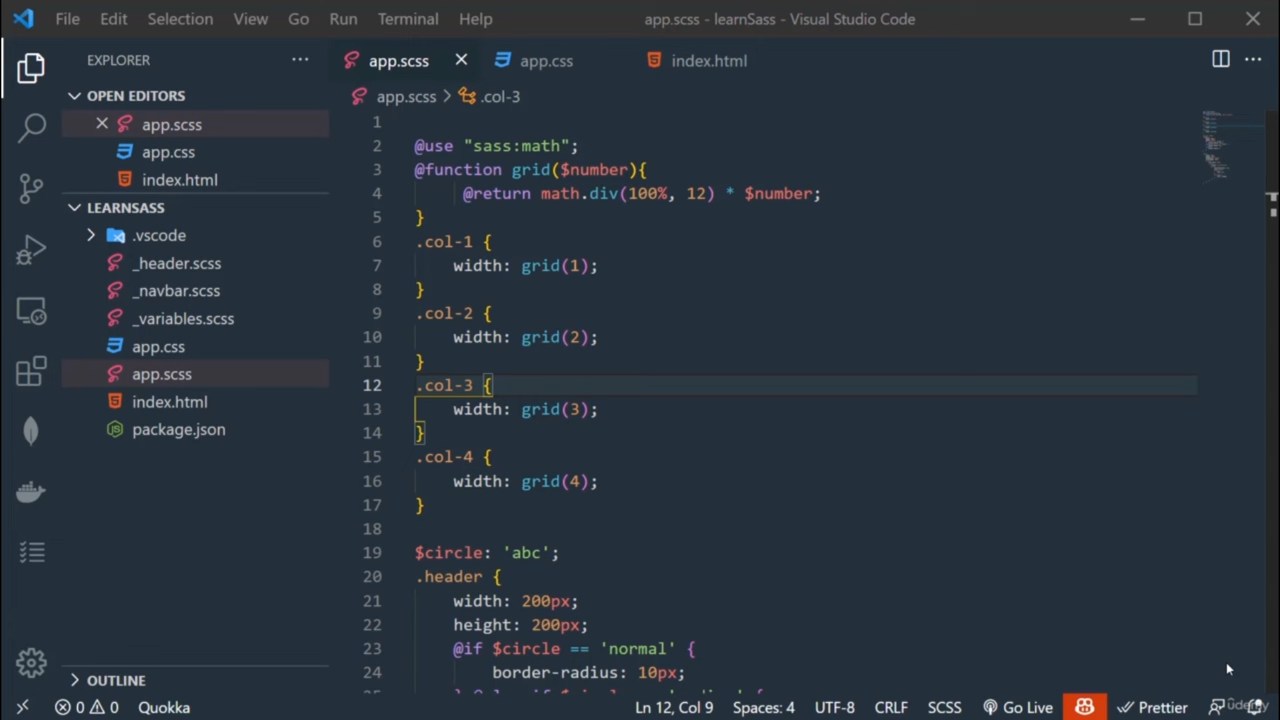 File Edit Selection View Go Run Terminal Help app.scss - learnSass - Visual Studio Code
EXPLORER
OPEN EDITORS
app.scss
app.css
index.html
LEARNSASS
.vscode
_header.scss
_navbar.scss
_variables.scss
app.css
app.scss
index.html
package.json
OUTLINE
app.scss app.css index.html
app.scss > .col-3
1
2 @use "sass:math";
3 @function grid($number){
4 @return math.div(100%, 12) * $number;
5 }
6 .col-1 {
7 width: grid(1);
8 }
9 .col-2 {
10 width: grid(2);
11 }
12 .col-3 {
13 width: grid(3);
14 }
15 .col-4 {
16 width: grid(4);
17 }
18
19 $circle: 'abc';
20 .header {
21 width: 200px;
22 height: 200px;
23 @if $circle == 'normal' {
24 border-radius: 10px;
0 0 Quokka Ln 12, Col 9 Spaces: 4 UTF-8 CRLF SCSS Go Live Prettier
udemy